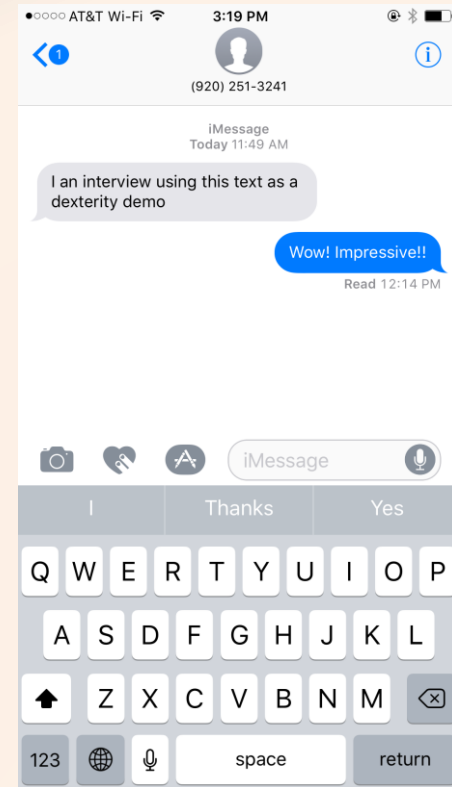 AT&T Wi-Fi 3:19 PM
1
(920) 251-3241
i
iMessage
Today 11:49 AM
I an interview using this text as a
dexterity demo
Wow! Impressive!!
Read 12:14 PM
iMessage
I Thanks Yes
Q W E R T Y U I O P
A S D F G H J K L
Z X C V B N M
123 space return